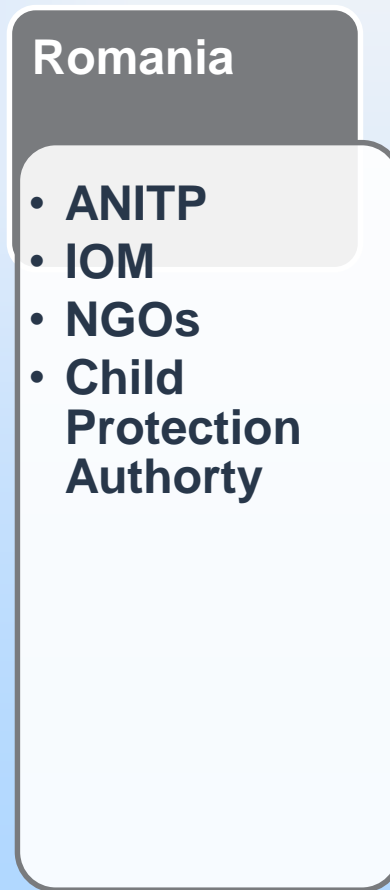 Romania
• ANITP
• IOM
• NGOs
• Child
Protection
Authorty